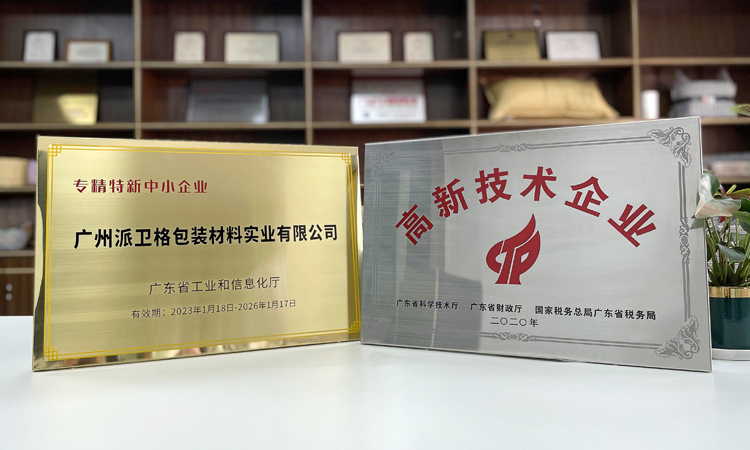 专精特新中小企业
广州派卫格包装材料实业有限公司
广东省工业和信息化厅
有效期：2023年1月18日-2026年1月17日
高新技术企业
广东省科学技术厅 广东省财政厅 国家税务总局广东省税务局
二〇二〇年